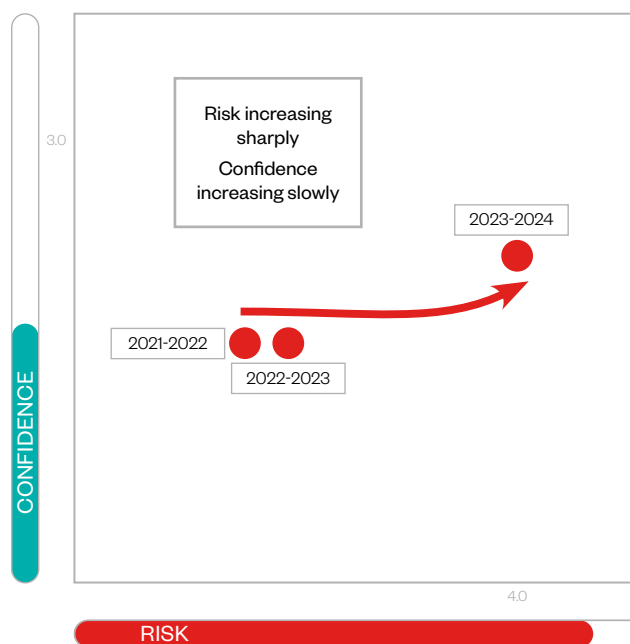 3.0
Risk increasing
sharply
Confidence
increasing slowly
2023-2024
2021-2022
2022-2023
CONFIDENCE
4.0
RISK